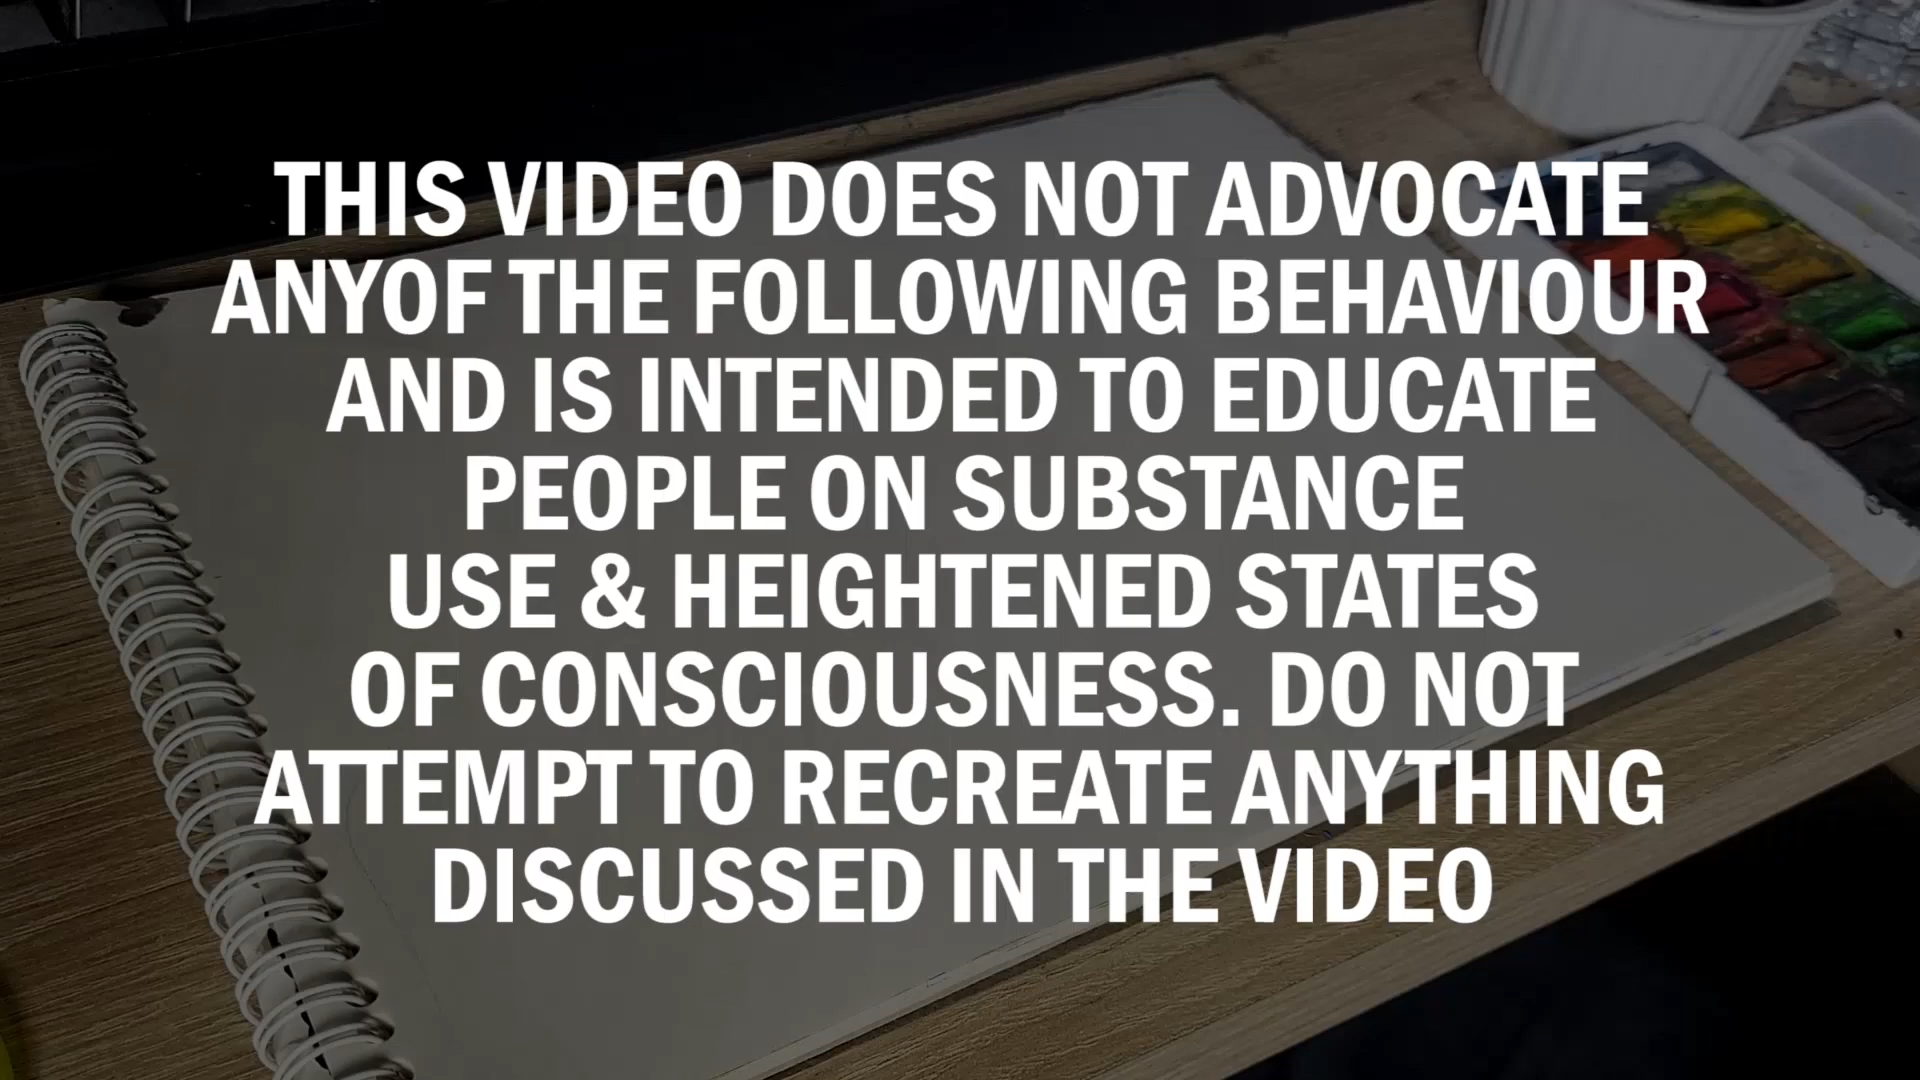 THIS VIDEO DOES NOT ADVOCATE
ANYOF THE FOLLOWING BEHAVIOUR
AND IS INTENDED TO EDUCATE
PEOPLE ON SUBSTANCE
USE & HEIGHTENED STATES
OF CONSCIOUSNESS. DO NOT
ATTEMPT TO RECREATE ANYTHING
DISCUSSED IN THE VIDEO